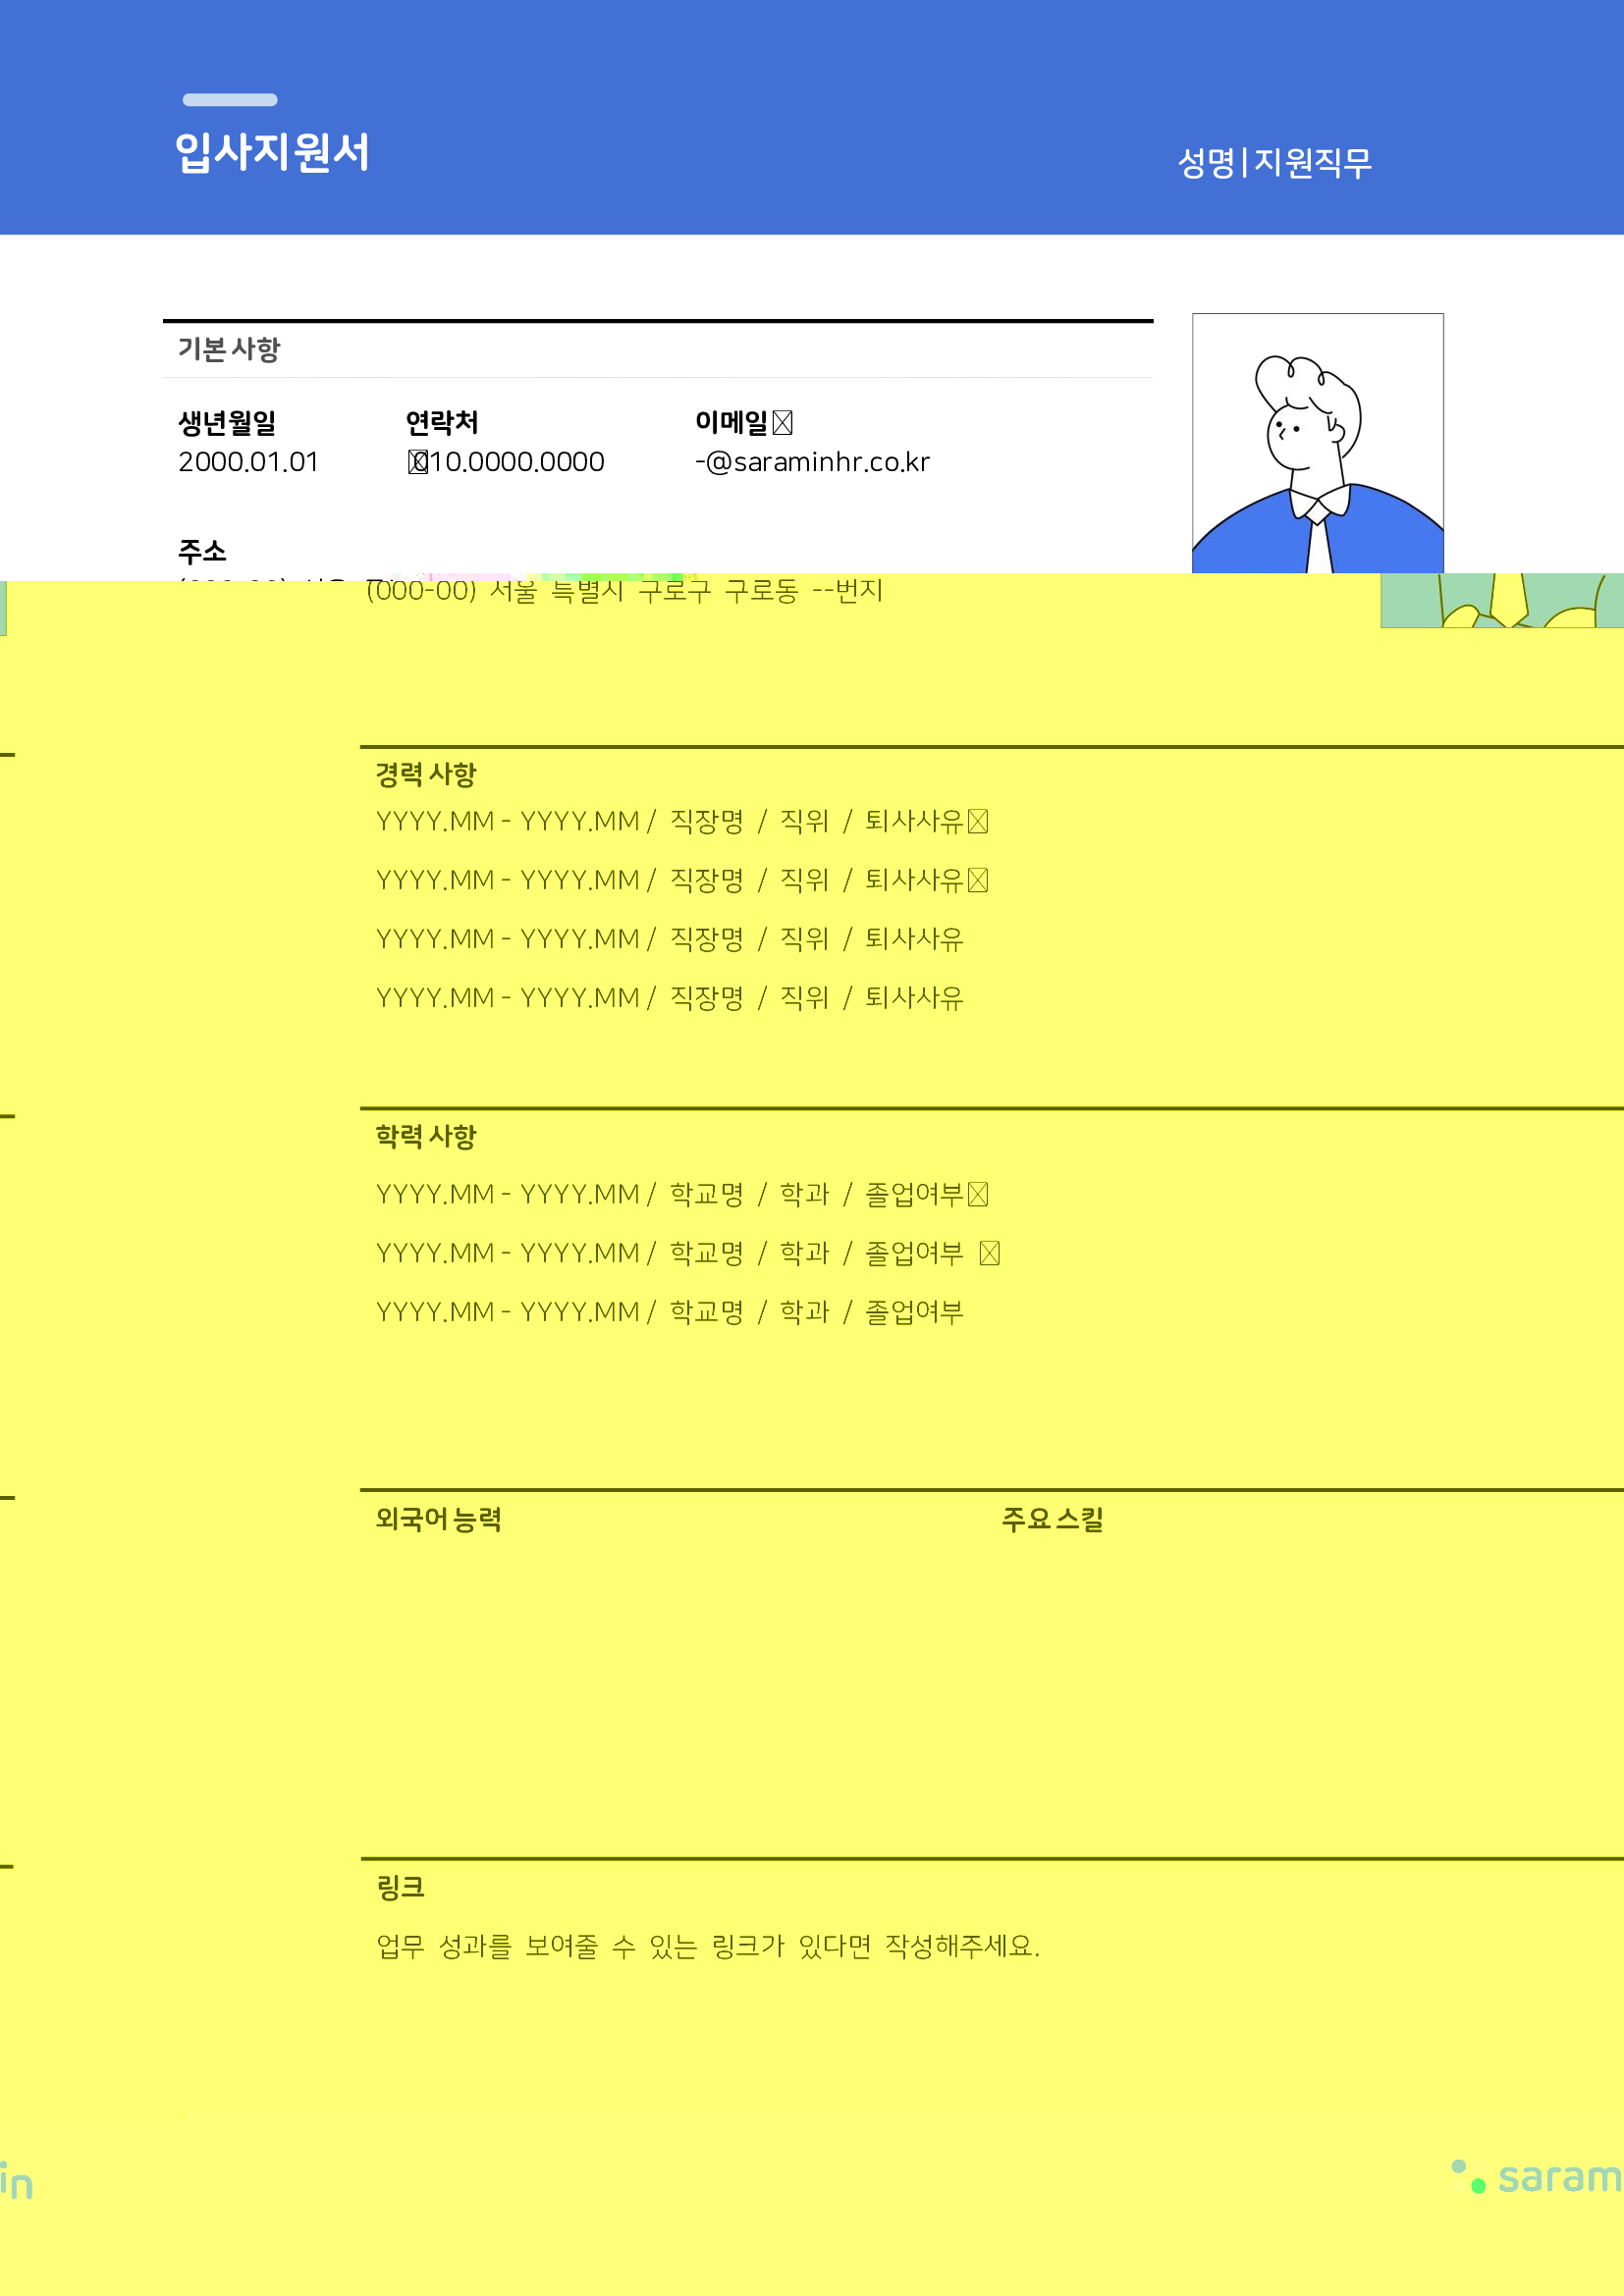 입사지원서
성명 | 지원직무
기본 사항
생년월일 연락처 이메일
2000.01.01 010.0000.0000 -@saraminhr.co.kr
주소
(000-00) 서울 특별시 구로구 구로동 --번지
경력 사항
YYYY.MM - YYYY.MM / 직장명 / 직위 / 퇴사사유
YYYY.MM - YYYY.MM / 직장명 / 직위 / 퇴사사유
YYYY.MM - YYYY.MM / 직장명 / 직위 / 퇴사사유
YYYY.MM - YYYY.MM / 직장명 / 직위 / 퇴사사유
학력 사항
YYYY.MM - YYYY.MM / 학교명 / 학과 / 졸업여부
YYYY.MM - YYYY.MM / 학교명 / 학과 / 졸업여부
YYYY.MM - YYYY.MM / 학교명 / 학과 / 졸업여부
외국어 능력 주요 스킬
링크
업무 성과를 보여줄 수 있는 링크가 있다면 작성해주세요.
in saram